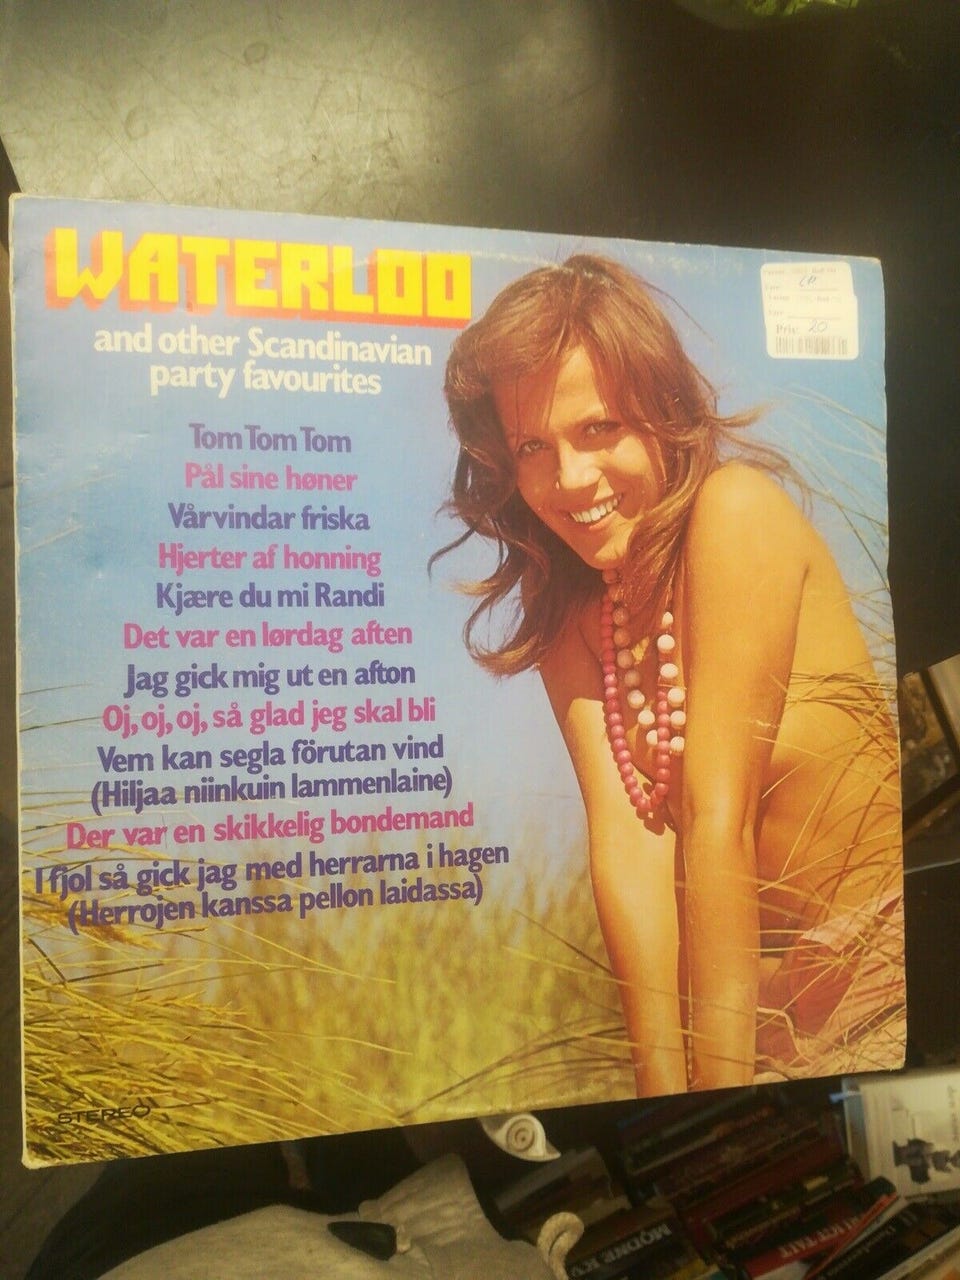 WATERLOO
and other Scandinavian
party favourites
Tom Tom Tom
Pål sine høner
Vårvindar friska
Hjerter af honning
Kjære du mi Randi
Det var en lørdag aften
Jag gick mig ut en afton
Oj, oj, oj, så glad jeg skal bli
Vem kan segla förutan vind
(Hiljaa niinkuin lammenlaine)
Der var en skikkelig bondemand
I fjol så gick jag med herrarna i hagen
(Herrojen kanssa pellon laidassa)
STEREO
Pris: 20